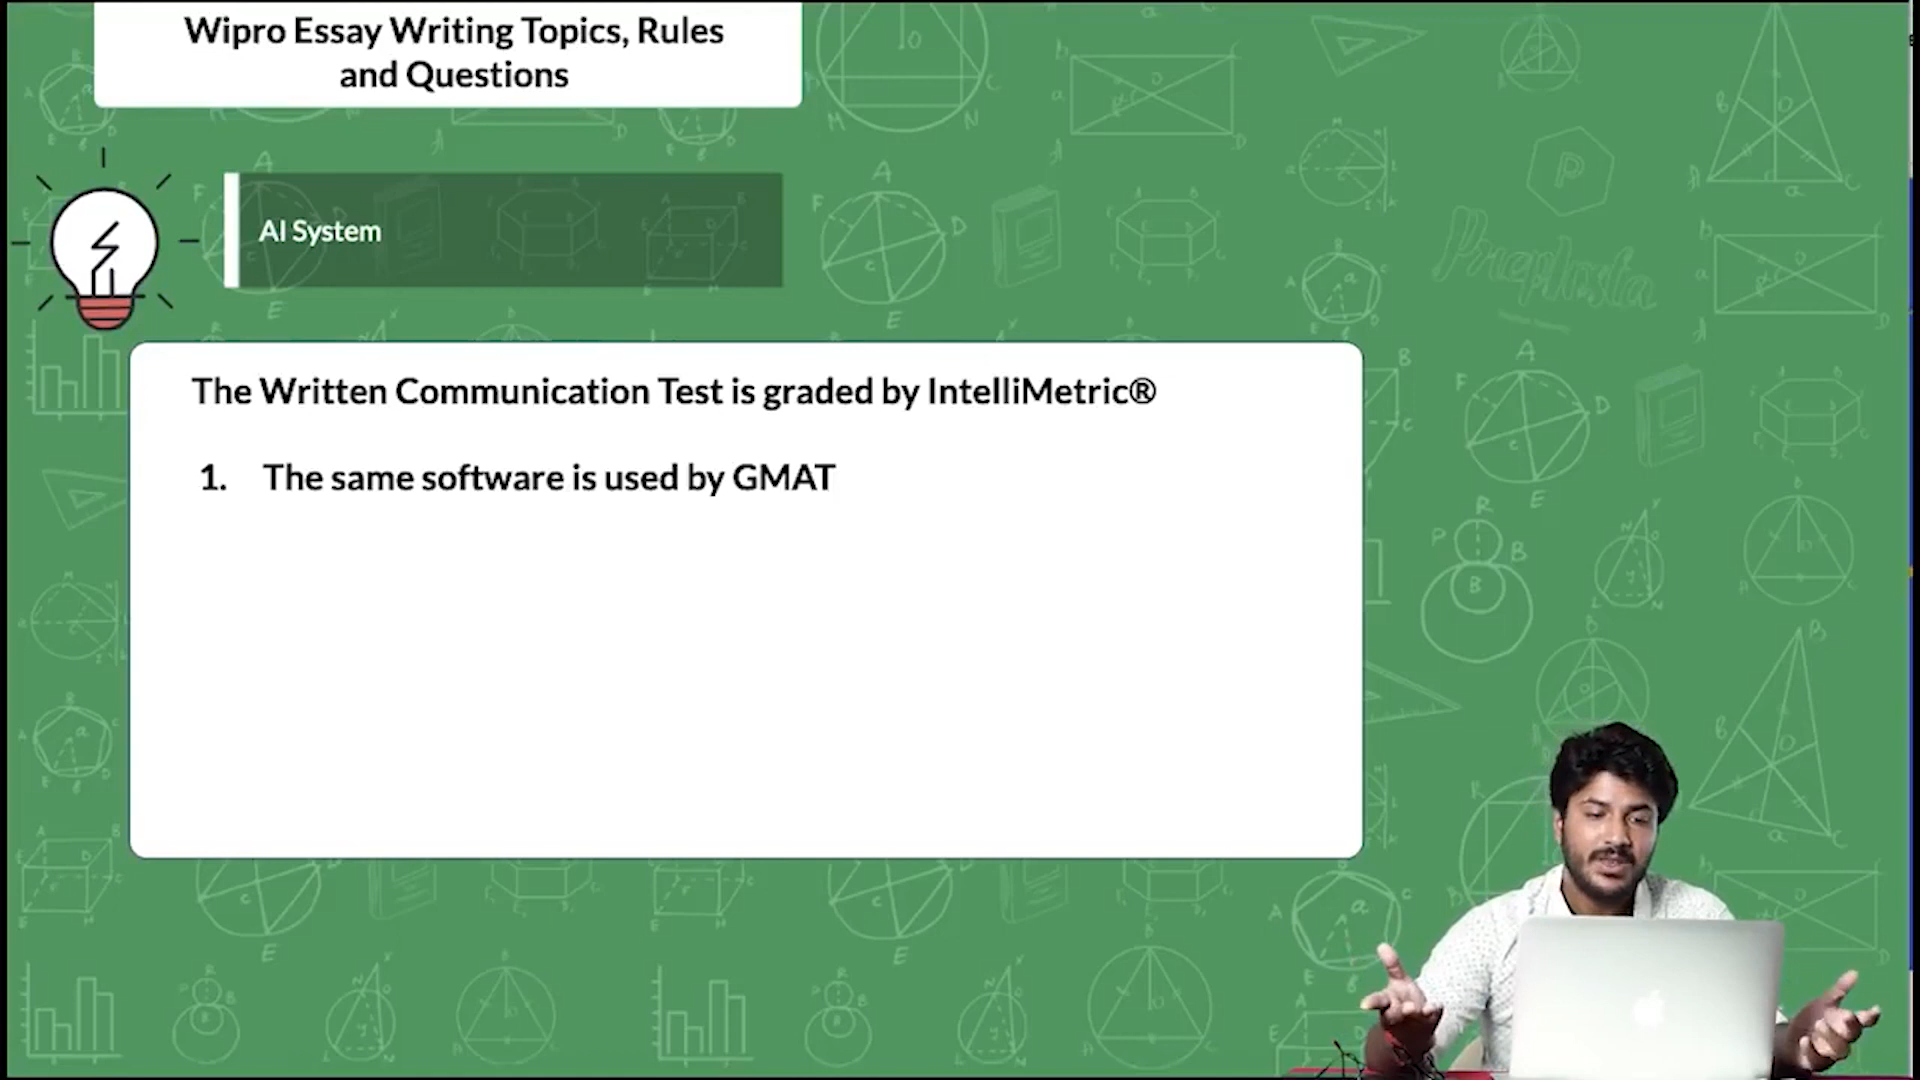 Wipro Essay Writing Topics, Rules
and Questions
AI System
The Written Communication Test is graded by IntelliMetric®
1. The same software is used by GMAT
PrepInsta